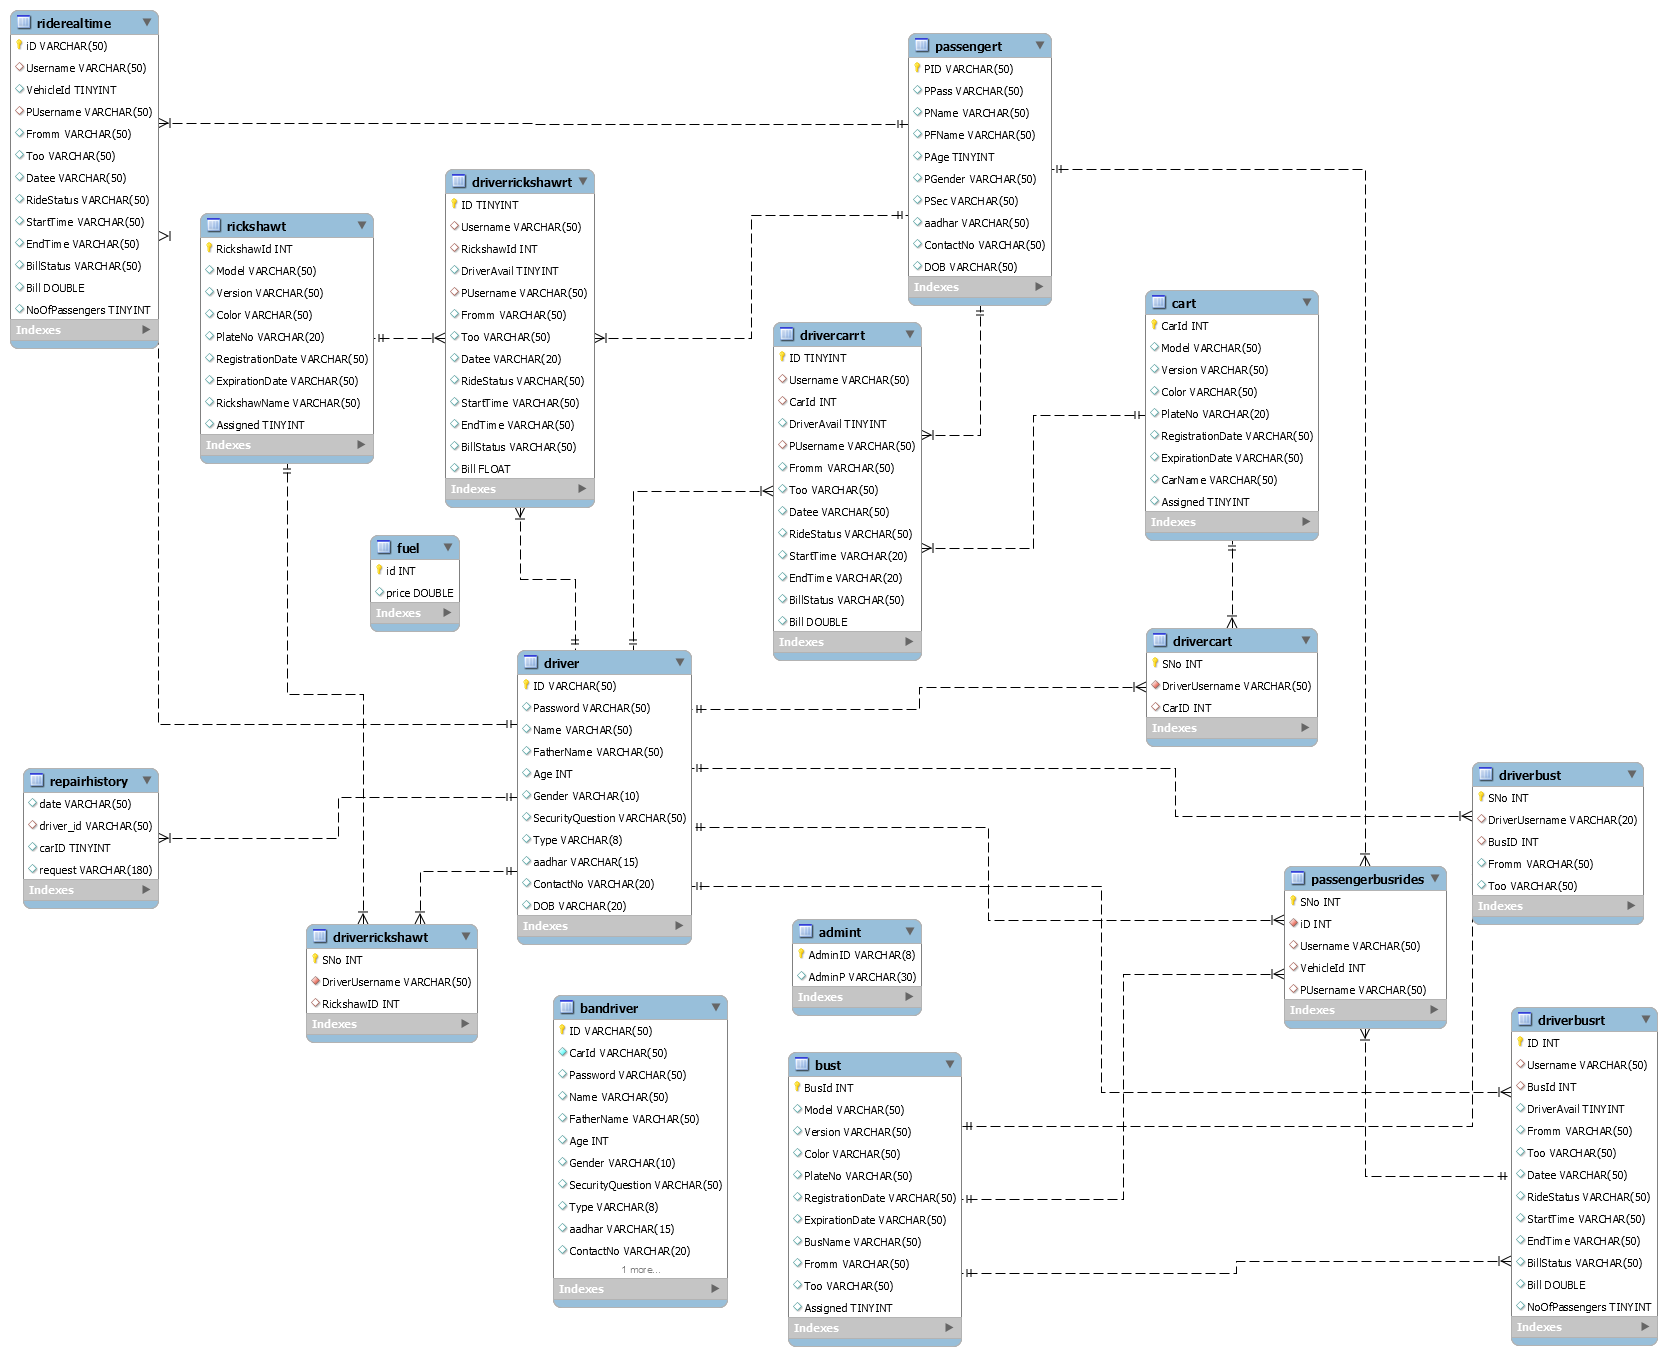 riderealtime
iD VARCHAR(50)
Username VARCHAR(50)
VehicleId TINYINT
PUsername VARCHAR(50)
Fromm VARCHAR(50)
Too VARCHAR(50)
Datee VARCHAR(50)
RideStatus VARCHAR(50)
StartTime VARCHAR(50)
EndTime VARCHAR(50)
BillStatus VARCHAR(50)
Bill DOUBLE
NoOfPassengers TINYINT
Indexes
passengert
PID VARCHAR(50)
PPass VARCHAR(50)
PName VARCHAR(50)
PFName VARCHAR(50)
PAge TINYINT
PGender VARCHAR(50)
PSec VARCHAR(50)
aadhar VARCHAR(50)
ContactNo VARCHAR(50)
DOB VARCHAR(50)
Indexes
driverrickshawrt
ID TINYINT
Username VARCHAR(50)
RickshawId INT
DriverAvail TINYINT
PUsername VARCHAR(50)
Fromm VARCHAR(50)
Too VARCHAR(50)
Datee VARCHAR(20)
RideStatus VARCHAR(50)
StartTime VARCHAR(50)
EndTime VARCHAR(50)
BillStatus VARCHAR(50)
Bill FLOAT
Indexes
rickshawt
RickshawId INT
Model VARCHAR(50)
Version VARCHAR(50)
Color VARCHAR(50)
PlateNo VARCHAR(20)
RegistrationDate VARCHAR(50)
ExpirationDate VARCHAR(50)
RickshawName VARCHAR(50)
Assigned TINYINT
Indexes
drivercarrt
ID TINYINT
Username VARCHAR(50)
CarId INT
DriverAvail TINYINT
PUsername VARCHAR(50)
Fromm VARCHAR(50)
Too VARCHAR(50)
Datee VARCHAR(50)
RideStatus VARCHAR(50)
StartTime VARCHAR(20)
EndTime VARCHAR(20)
BillStatus VARCHAR(50)
Bill DOUBLE
Indexes
cart
CarId INT
Model VARCHAR(50)
Version VARCHAR(50)
Color VARCHAR(50)
PlateNo VARCHAR(20)
RegistrationDate VARCHAR(50)
ExpirationDate VARCHAR(50)
CarName VARCHAR(50)
Assigned TINYINT
Indexes
fuel
id INT
price DOUBLE
Indexes
driver
ID VARCHAR(50)
Password VARCHAR(50)
Name VARCHAR(50)
FatherName VARCHAR(50)
Age INT
Gender VARCHAR(10)
SecurityQuestion VARCHAR(50)
Type VARCHAR(8)
aadhar VARCHAR(15)
ContactNo VARCHAR(20)
DOB VARCHAR(20)
Indexes
drivercart
SNo INT
DriverUsername VARCHAR(50)
CarID INT
Indexes
repairhistory
date VARCHAR(50)
driver_id VARCHAR(50)
carID TINYINT
request VARCHAR(180)
Indexes
driverbust
SNo INT
DriverUsername VARCHAR(20)
BusID INT
Fromm VARCHAR(50)
Too VARCHAR(50)
Indexes
passengerbusrides
SNo INT
iD INT
Username VARCHAR(50)
VehicleId INT
PUsername VARCHAR(50)
Indexes
driverrickshawt
SNo INT
DriverUsername VARCHAR(50)
RickshawID INT
Indexes
admint
AdminID VARCHAR(8)
AdminP VARCHAR(30)
Indexes
bandriver
ID VARCHAR(50)
CarId VARCHAR(50)
Password VARCHAR(50)
Name VARCHAR(50)
FatherName VARCHAR(50)
Age INT
Gender VARCHAR(10)
SecurityQuestion VARCHAR(50)
Type VARCHAR(8)
aadhar VARCHAR(15)
ContactNo VARCHAR(20)
1 more...
Indexes
bust
BusId INT
Model VARCHAR(50)
Version VARCHAR(50)
Color VARCHAR(50)
PlateNo VARCHAR(50)
RegistrationDate VARCHAR(50)
ExpirationDate VARCHAR(50)
BusName VARCHAR(50)
Fromm VARCHAR(50)
Too VARCHAR(50)
Assigned TINYINT
Indexes
driverbusrt
ID INT
Username VARCHAR(50)
BusId INT
DriverAvail TINYINT
Fromm VARCHAR(50)
Too VARCHAR(50)
Datee VARCHAR(50)
RideStatus VARCHAR(50)
StartTime VARCHAR(50)
EndTime VARCHAR(50)
BillStatus VARCHAR(50)
Bill DOUBLE
NoOfPassengers TINYINT
Indexes